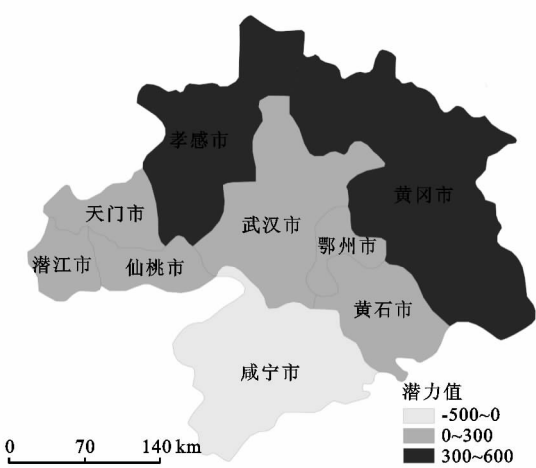 孝感市
黄冈市
天门市
武汉市
鄂州市
潜江市
仙桃市
黄石市
咸宁市
潜力值
-500~0
0~300
300~600
0 70 140 km